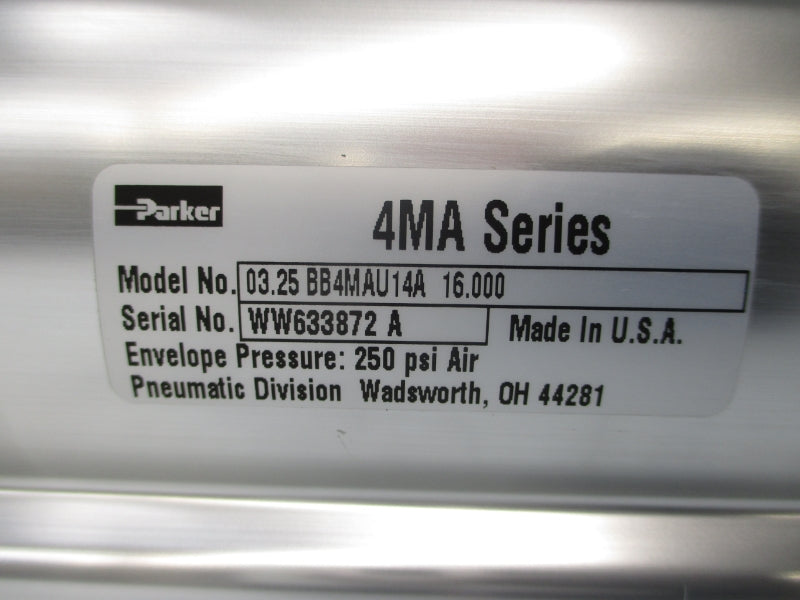 Parker
4MA Series
Model No. 03.25 BB4MAU14A 16.000
Serial No. WW633872 A Made In U.S.A.
Envelope Pressure: 250 psi Air
Pneumatic Division Wadsworth, OH 44281